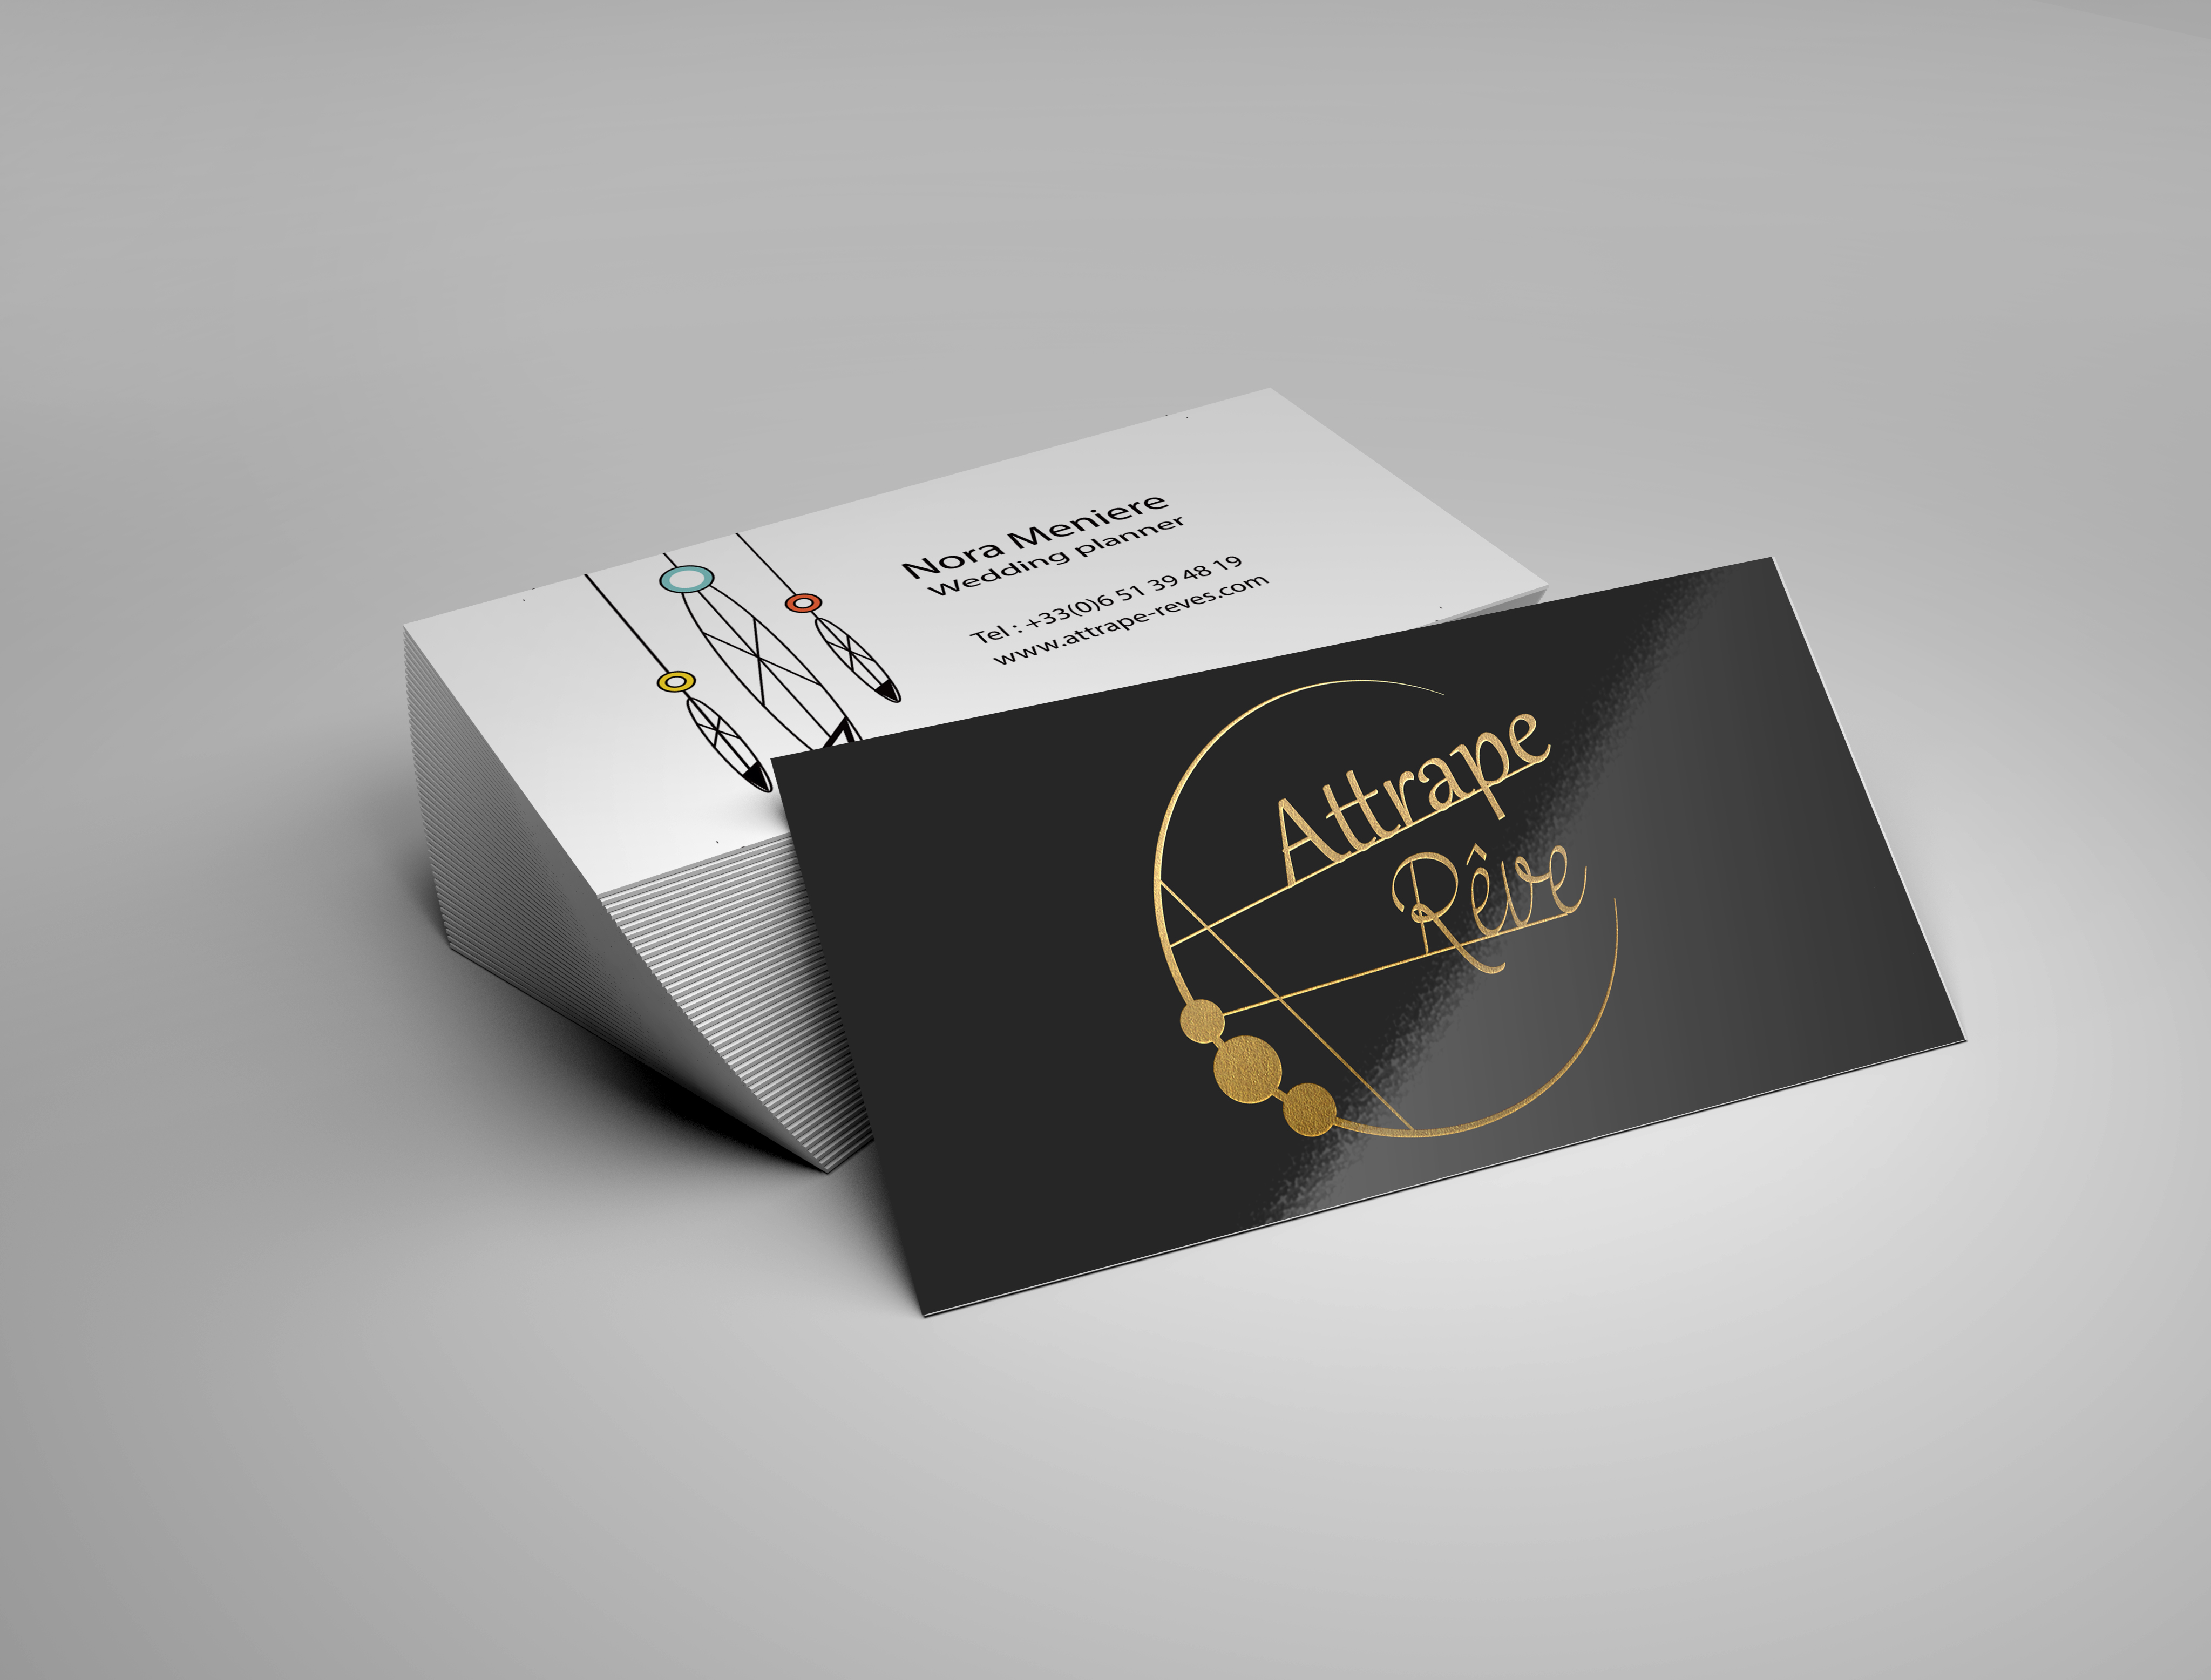 Nora Meniere
Wedding planner
Tel : +33(0)6 51 39 48 19
www.attrape-reves.com
Attrape
Rêve